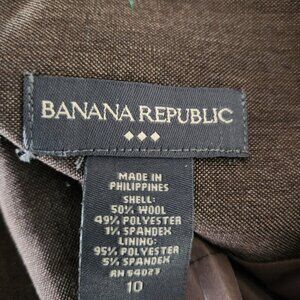 BANANA REPUBLIC
MADE IN
PHILIPPINES
SHELL:
50% WOOL
49% POLYESTER
1% SPANDEX
LINING:
95% POLYESTER
5% SPANDEX
RN 54023
10